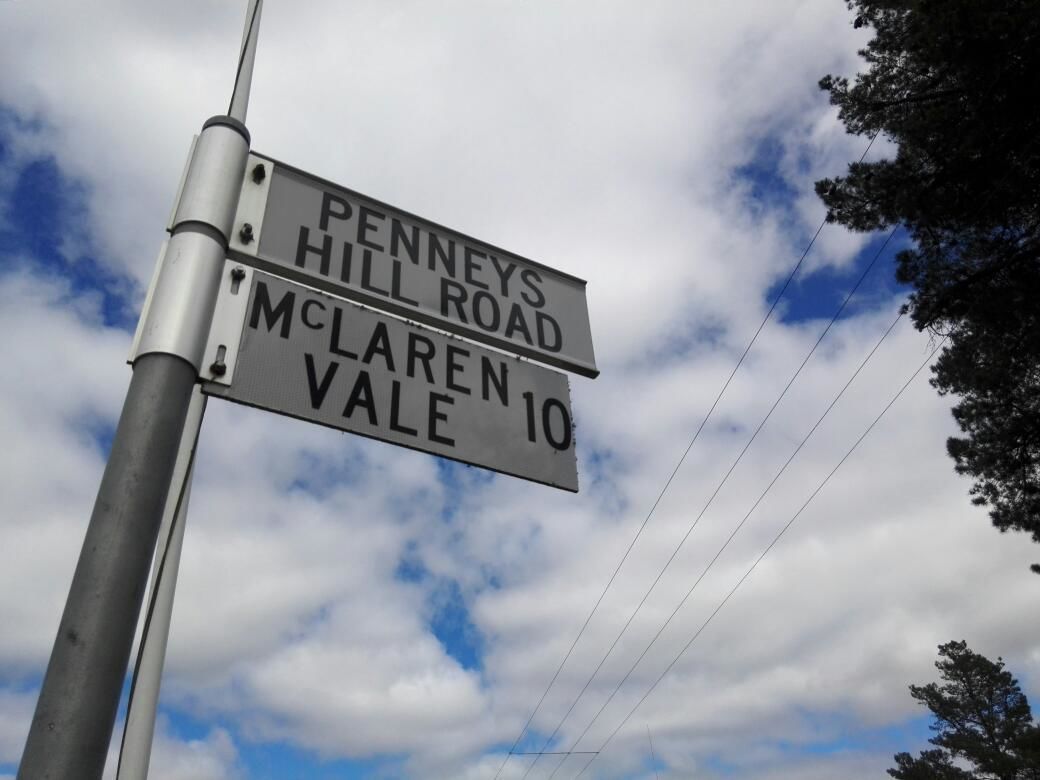 PENNEYS
HILL ROAD
McLAREN
VALE 10